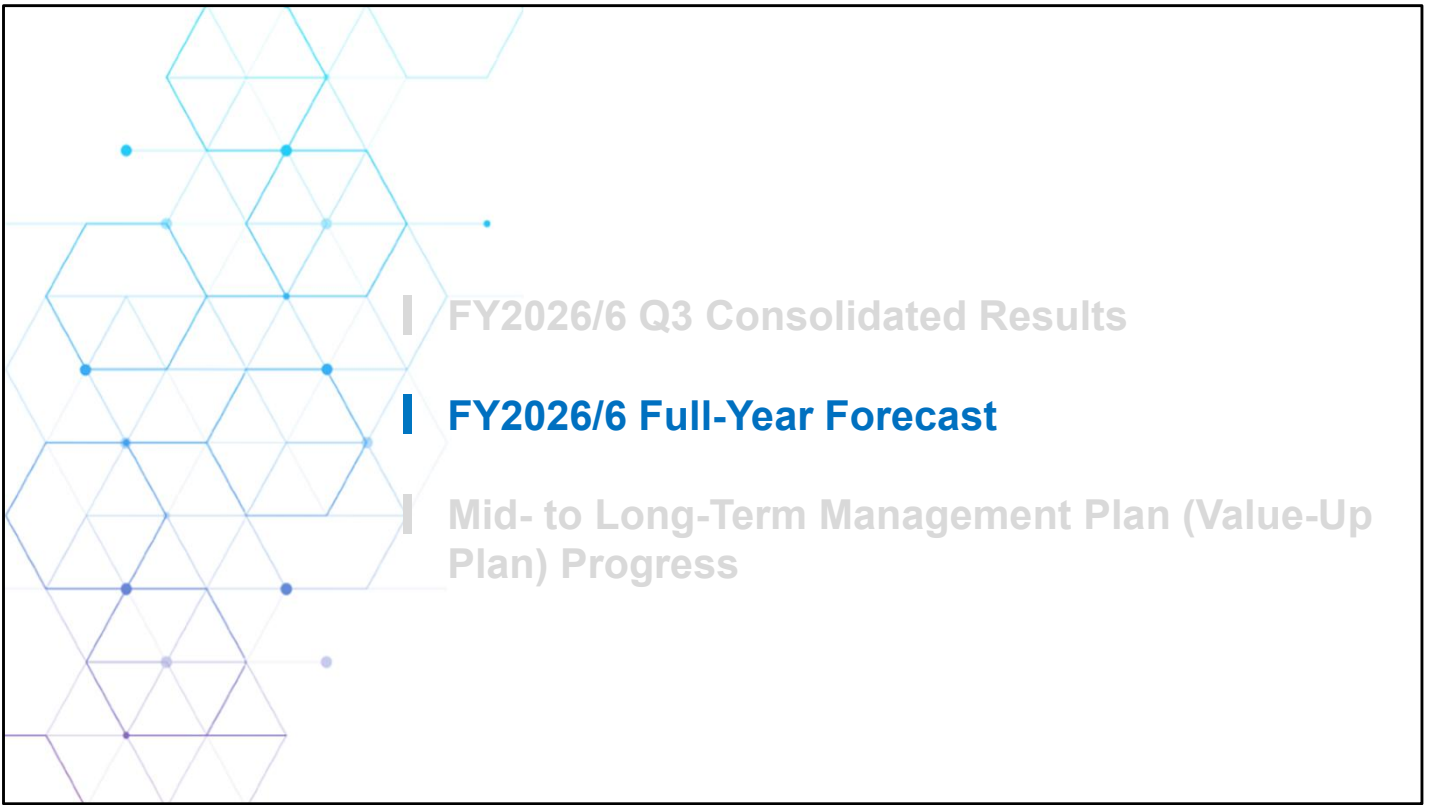 FY2026/6 Q3 Consolidated Results
FY2026/6 Full-Year Forecast
Mid- to Long-Term Management Plan (Value-Up
Plan) Progress